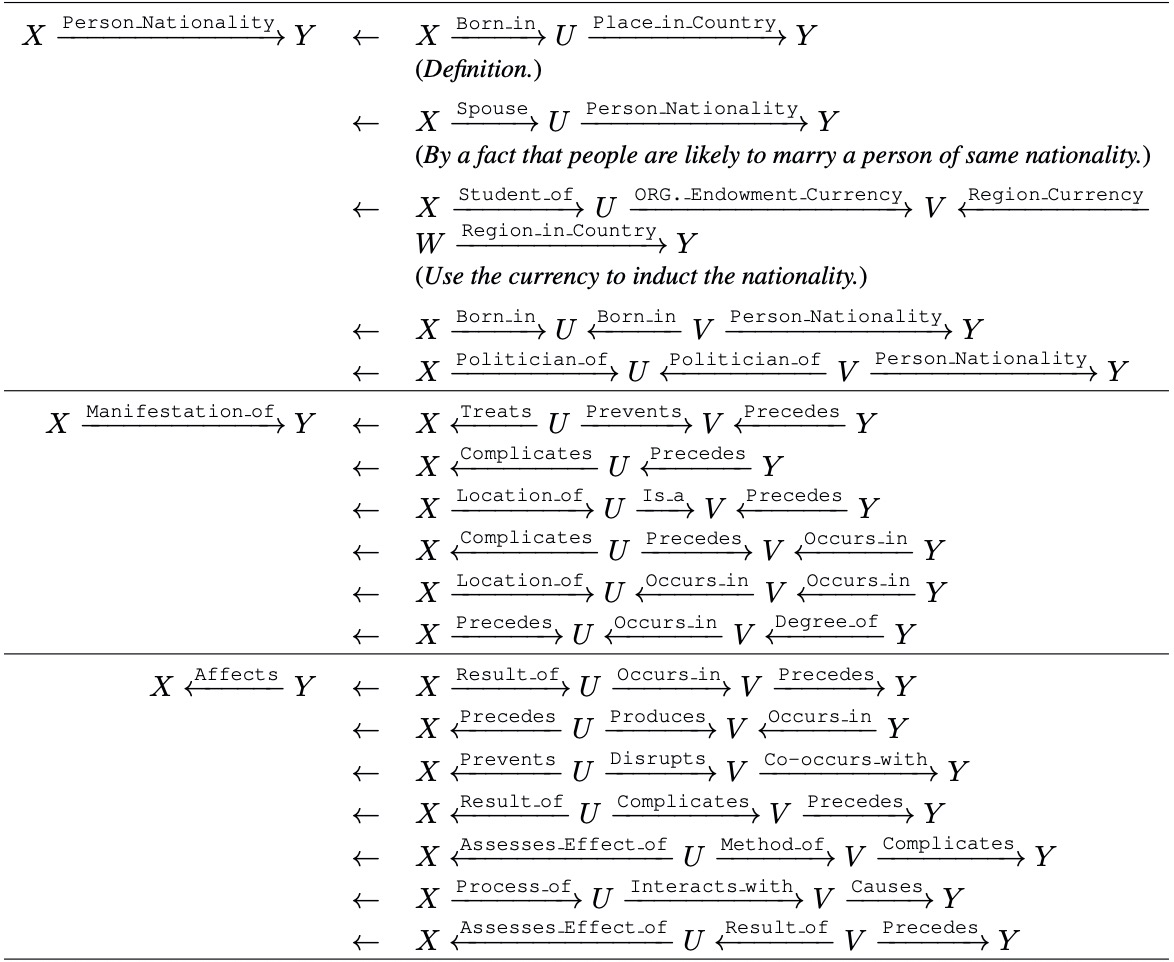 X Person_Nationality→ Y ← X Born_in→ U Place_in_Country→ Y
(Definition.)
← X Spouse→ U Person_Nationality→ Y
(By a fact that people are likely to marry a person of same nationality.)
← X Student_of→ U ORG._Endowment_Currency→ V ←Region_Currency
W Region_in_Country→ Y
(Use the currency to induct the nationality.)
← X Born_in→ U ←Born_in V Person_Nationality→ Y
← X Politician_of→ U ←Politician_of V Person_Nationality→ Y
X Manifestation_of→ Y ← X ←Treats U Prevents→ V ←Precedes Y
← X ←Complicates U ←Precedes Y
← X Location_of→ U Is_a→ V ←Precedes Y
← X ←Complicates U Precedes→ V ←Occurs_in Y
← X Location_of→ U ←Occurs_in V ←Occurs_in Y
← X Precedes→ U ←Occurs_in V ←Degree_of Y
X ←Affects Y ← X Result_of→ U Occurs_in→ V Precedes→ Y
← X ←Precedes U Produces→ V ←Occurs_in Y
← X ←Prevents U Disrupts→ V Co-occurs_with→ Y
← X ←Result_of U Complicates→ V Precedes→ Y
← X ←Assesses_Effect_of U Method_of→ V Complicates→ Y
← X Process_of→ U Interacts_with→ V Causes→ Y
← X ←Assesses_Effect_of U ←Result_of V Precedes→ Y